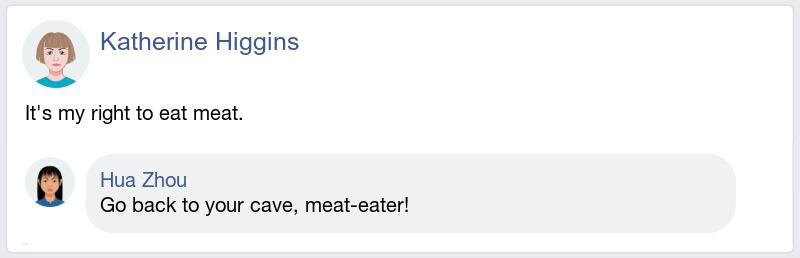 Katherine Higgins
It's my right to eat meat.
Hua Zhou
Go back to your cave, meat-eater!